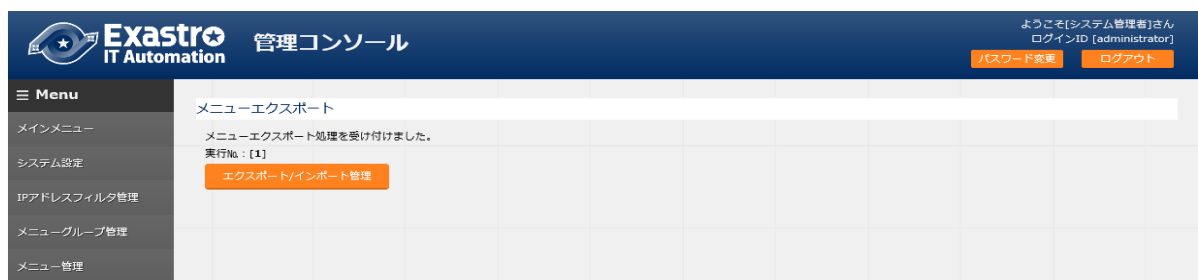 Exastro
IT Automation
管理コンソール
ようこそ[システム管理者]さん
ログインID [administrator]
パスワード変更
ログアウト
≡ Menu
メインメニュー
システム設定
IPアドレスフィルタ管理
メニューグループ管理
メニュー管理
メニューエクスポート
メニューエクスポート処理を受け付けました。
実行№：[1]
エクスポート/インポート管理